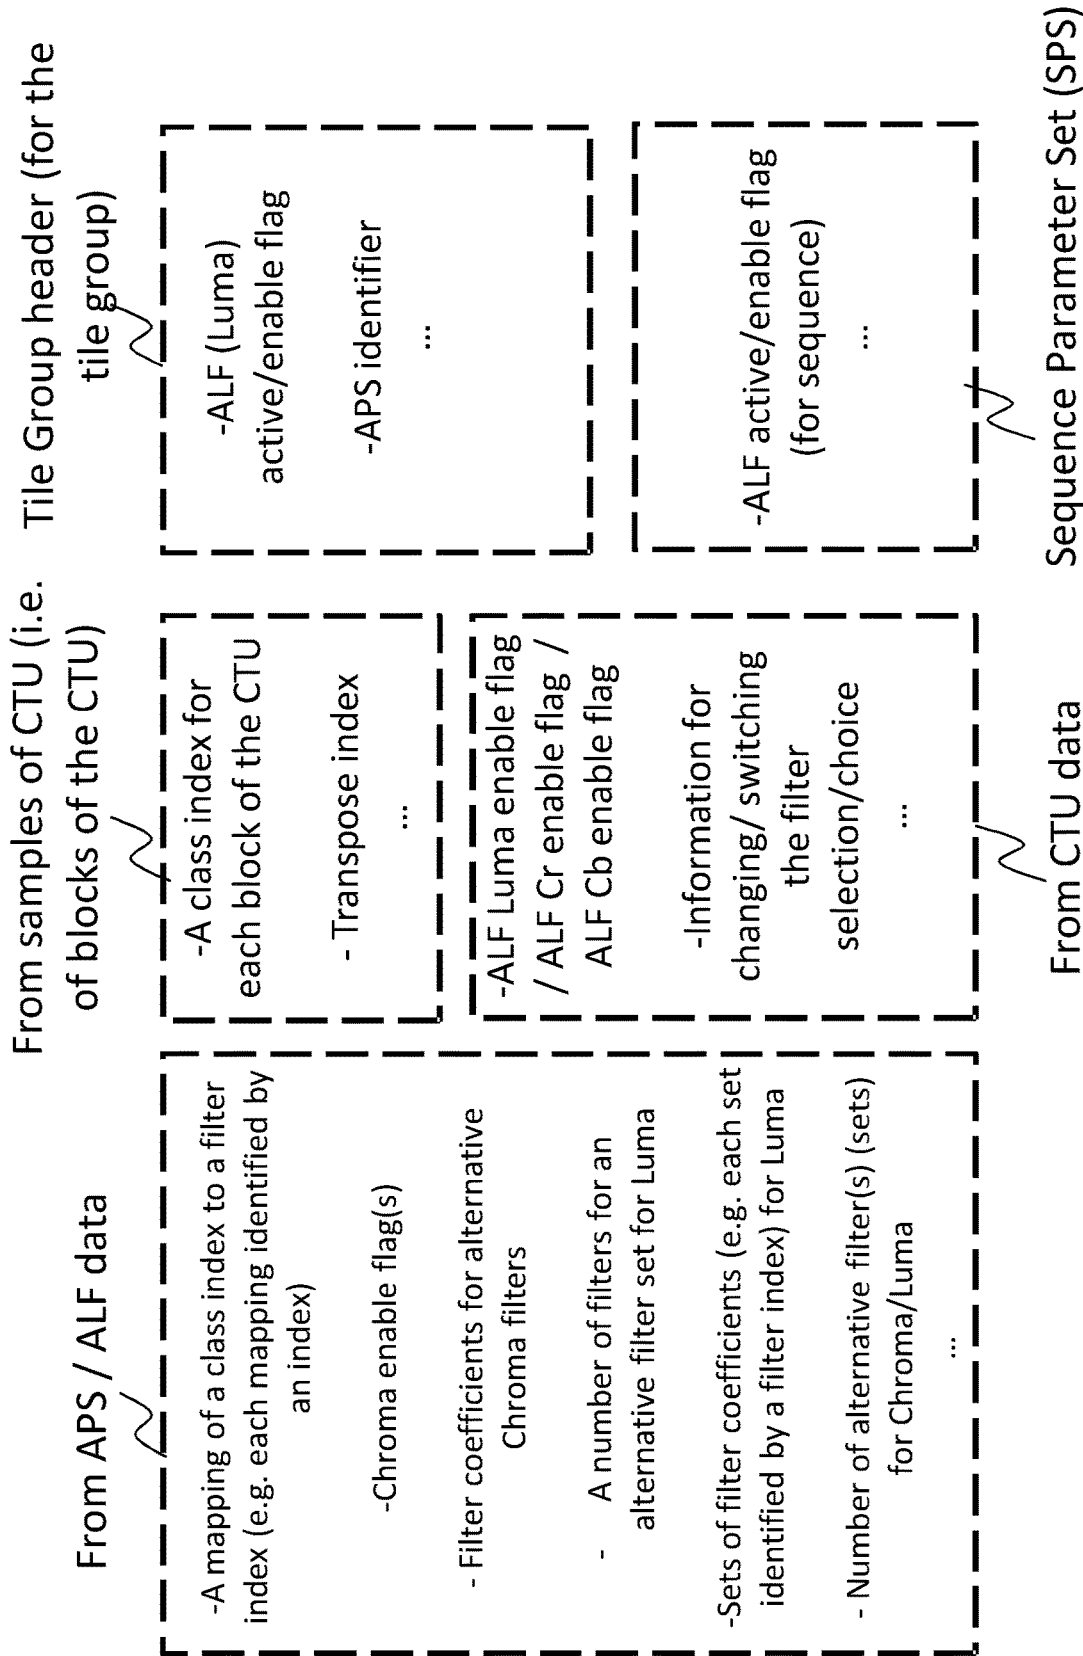 From APS / ALF data
-A mapping of a class index to a filter
index (e.g. each mapping identified by
an index)
-Chroma enable flag(s)
- Filter coefficients for alternative
Chroma filters
- A number of filters for an
alternative filter set for Luma
-Sets of filter coefficients (e.g. each set
identified by a filter index) for Luma
- Number of alternative filter(s) (sets)
for Chroma/Luma
...
From samples of CTU (i.e.
of blocks of the CTU)
-A class index for
each block of the CTU
- Transpose index
...
-ALF Luma enable flag
/ ALF Cr enable flag /
ALF Cb enable flag
-Information for
changing/ switching
the filter
selection/choice
...
From CTU data
Tile Group header (for the
tile group)
-ALF (Luma)
active/enable flag
-APS identifier
...
-ALF active/enable flag
(for sequence)
...
Sequence Parameter Set (SPS)